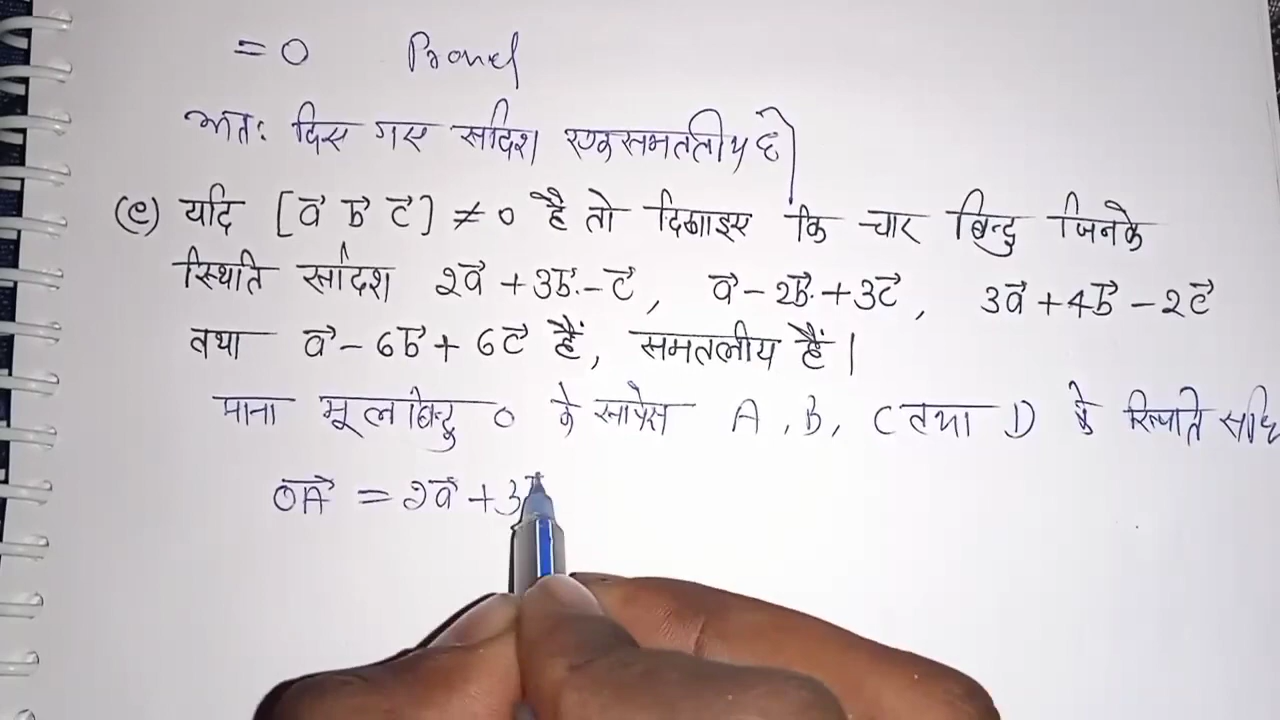 = 0 Proved
अतः दिए गए सदिश एकसमतलीय है।
(e) यदि [a⃗ b⃗ c⃗] ≠ 0 है तो दिखाइए कि चार बिन्दु जिनके
स्थिति सदिश 2a⃗ + 3b⃗ - c⃗, a⃗ - 2b⃗ + 3c⃗, 3a⃗ + 4b⃗ - 2c⃗
तथा a⃗ - 6b⃗ + 6c⃗ हैं, समतलीय हैं।
माना मूलबिन्दु O के सापेक्ष A, B, C तथा D के स्थिति सदि
OA⃗ = 2a⃗ + 3